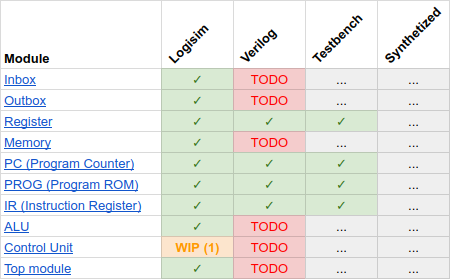 Module Logisim Verilog Testbench Synthetized
Inbox ✓ TODO ... ...
Outbox ✓ TODO ... ...
Register ✓ ✓ ✓ ...
Memory ✓ TODO ... ...
PC (Program Counter) ✓ ✓ ✓ ...
PROG (Program ROM) ✓ ✓ ✓ ...
IR (Instruction Register) ✓ ✓ ✓ ...
ALU ✓ TODO ... ...
Control Unit WIP (1) TODO ... ...
Top module ✓ TODO ... ...